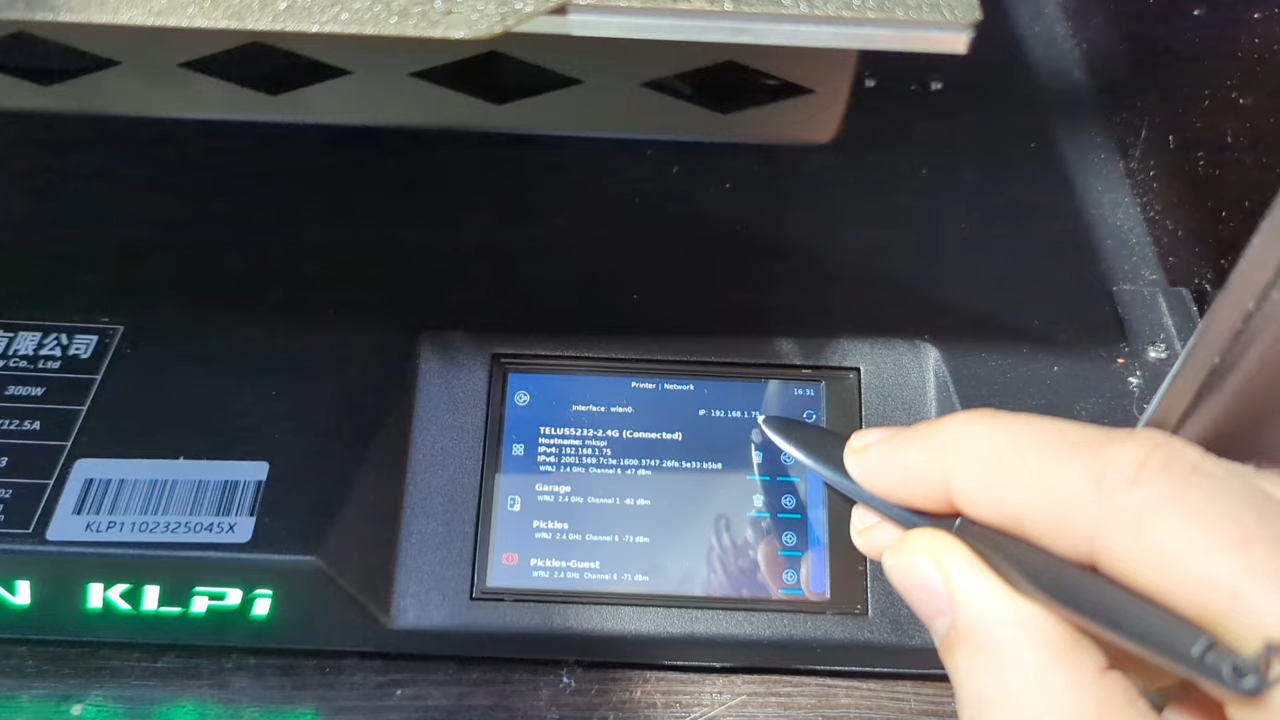 有限公司
y Co., Ltd
300W
/12.5A
3
02
KLP1102325045X
N KLPi
Printer | Network
16:31
Interface: wlan0
IP: 192.168.1.75
TELUS5232-2.4G (Connected)
Hostname: mkspi
IPv4: 192.168.1.75
IPv6: 2001:569:7c3e:1600:3747:26fa:5e33:b5b8
WPA2 2.4 GHz Channel 6 -47 dBm
Garage
WPA2 2.4 GHz Channel 1 -82 dBm
Pickles
WPA2 2.4 GHz Channel 6 -73 dBm
Pickles-Guest
WPA2 2.4 GHz Channel 6 -71 dBm